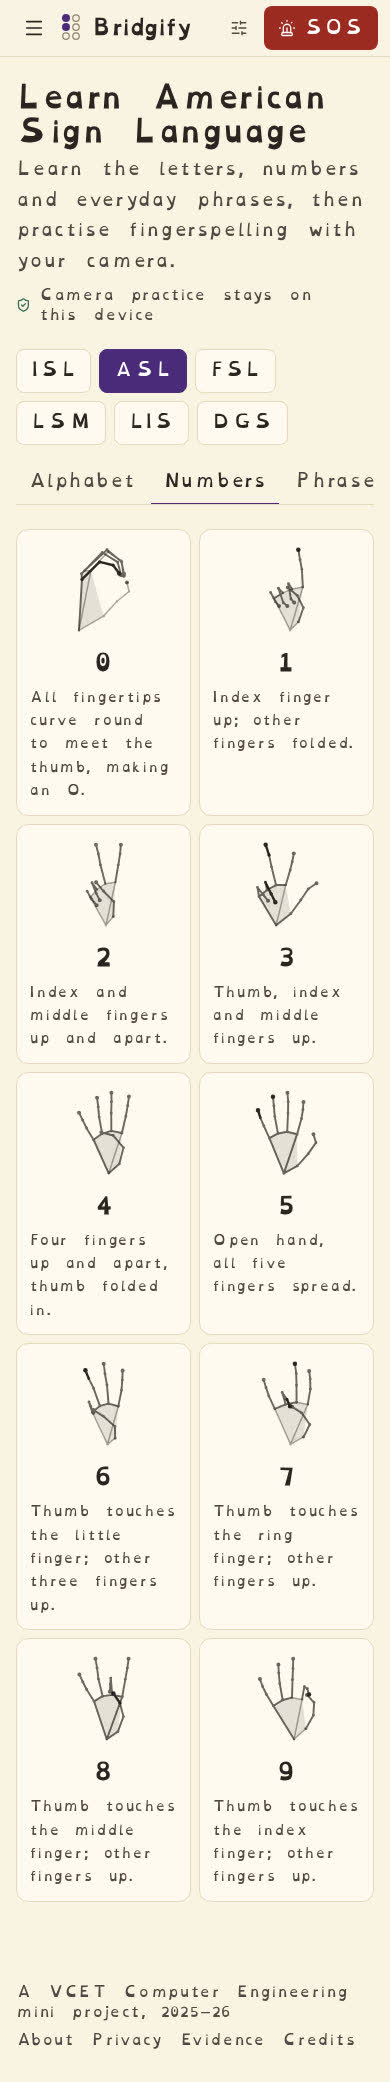 Bridgify
SOS
Learn American
Sign Language
Learn the letters, numbers
and everyday phrases, then
practise fingerspelling with
your camera.
Camera practice stays on
this device
ISL ASL FSL
LSM LIS DGS
Alphabet Numbers Phrase
0
All fingertips
curve round
to meet the
thumb, making
an O.
1
Index finger
up; other
fingers folded.
2
Index and
middle fingers
up and apart.
3
Thumb, index
and middle
fingers up.
4
Four fingers
up and apart,
thumb folded
in.
5
Open hand,
all five
fingers spread.
6
Thumb touches
the little
finger; other
three fingers
up.
7
Thumb touches
the ring
finger; other
fingers up.
8
Thumb touches
the middle
finger; other
fingers up.
9
Thumb touches
the index
finger; other
fingers up.
A VCET Computer Engineering
mini project, 2025–26
About Privacy Evidence Credits